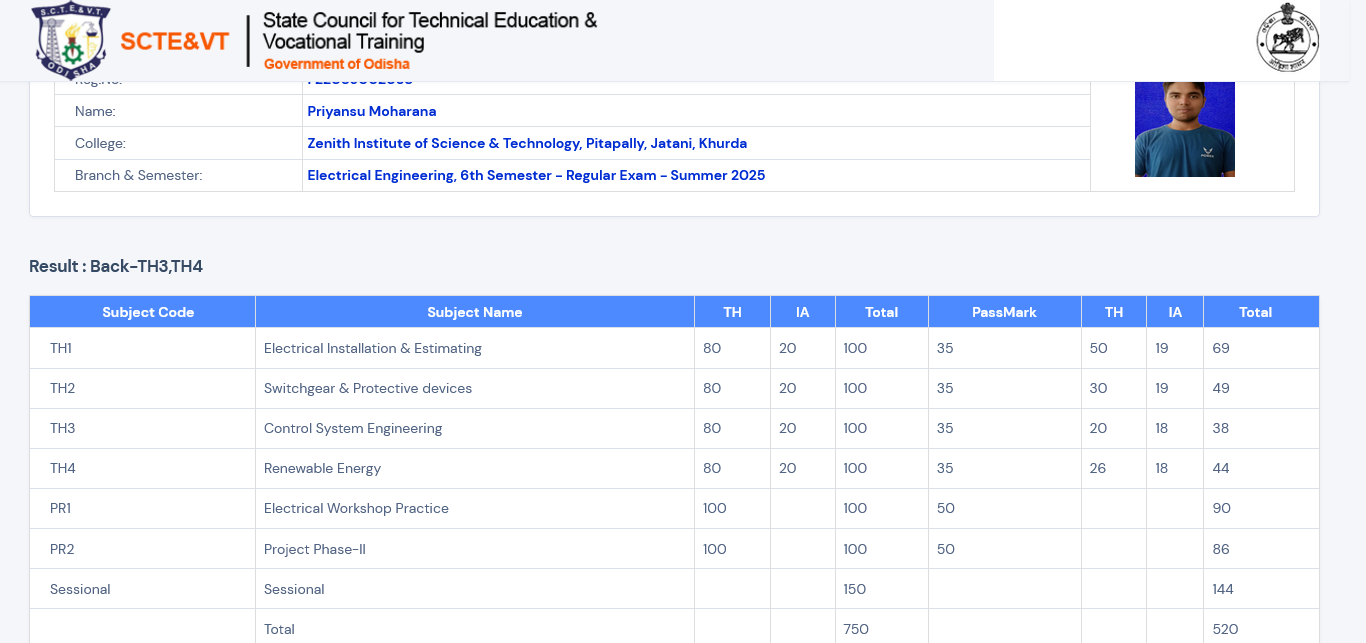 S.C.T.E.& V.T.
ODISHA
SCTE&VT
State Council for Technical Education &
Vocational Training
Government of Odisha
Name: Priyansu Moharana
College: Zenith Institute of Science & Technology, Pitapally, Jatani, Khurda
Branch & Semester: Electrical Engineering, 6th Semester - Regular Exam - Summer 2025
Result : Back-TH3,TH4
Subject Code Subject Name TH IA Total PassMark TH IA Total
TH1 Electrical Installation & Estimating 80 20 100 35 50 19 69
TH2 Switchgear & Protective devices 80 20 100 35 30 19 49
TH3 Control System Engineering 80 20 100 35 20 18 38
TH4 Renewable Energy 80 20 100 35 26 18 44
PR1 Electrical Workshop Practice 100 100 50 90
PR2 Project Phase-II 100 100 50 86
Sessional Sessional 150 144
Total 750 520